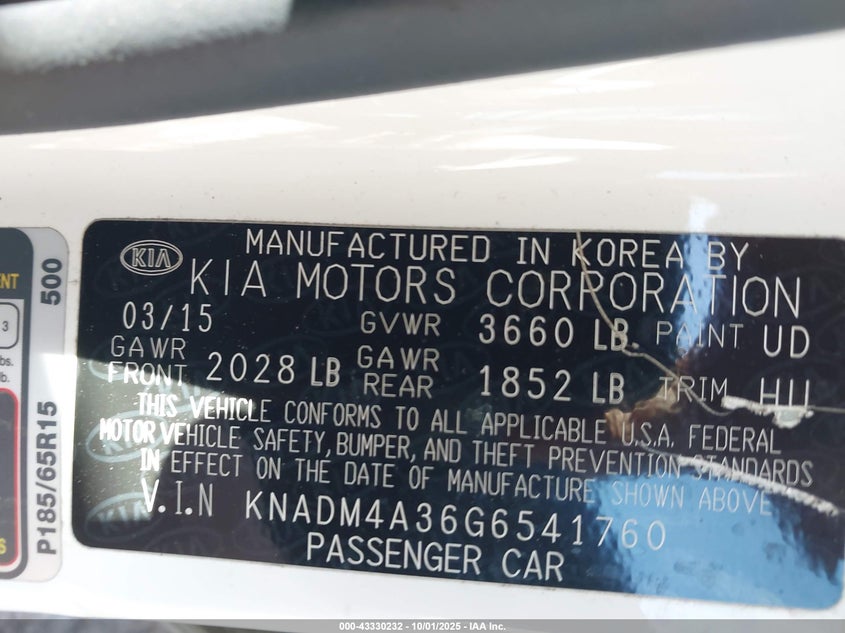 KIA
MANUFACTURED IN KOREA BY
KIA MOTORS CORPORATION
03/15 GVWR 3660 LB. PAINT UD
GAWR FRONT 2028 LB GAWR REAR 1852 LB TRIM HU
THIS VEHICLE CONFORMS TO ALL APPLICABLE U.S.A. FEDERAL
MOTOR VEHICLE SAFETY, BUMPER, AND THEFT PREVENTION STANDARDS
IN EFFECT ON THE DATE OF MANUFACTURE SHOWN ABOVE
V.I.N KNADM4A36G6541760
PASSENGER CAR
P185/65R15 500
3
lb.
000-43330232 - 10/01/2025 - IAA Inc.